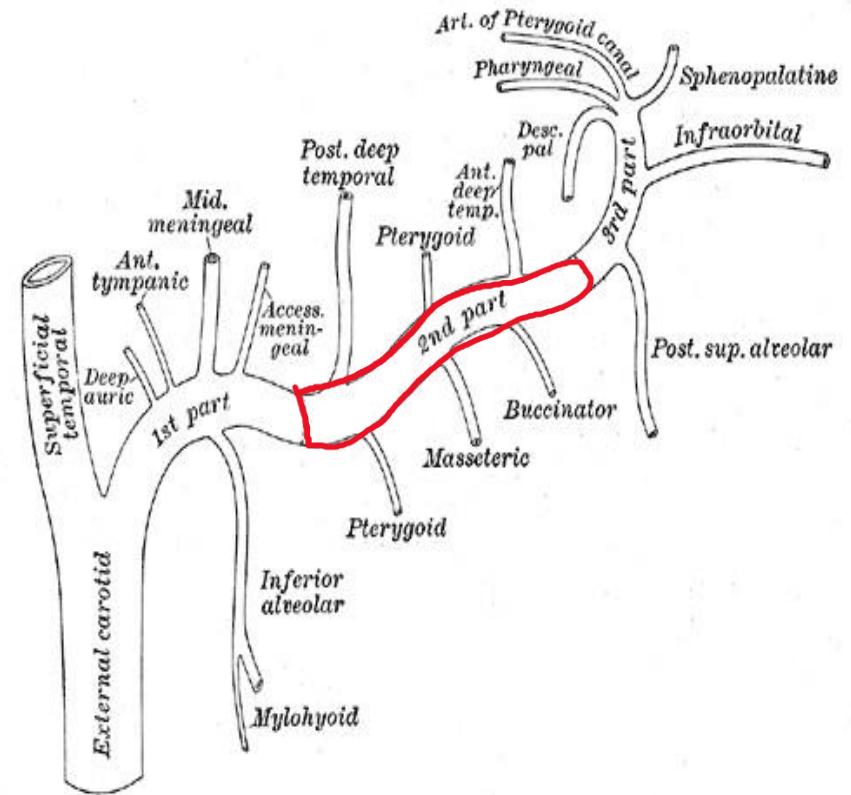 Art. of Pterygoid canal
Pharyngeal
Sphenopalatine
Desc.
pal
Infraorbital
3rd part
Post. deep
temporal
Ant.
deep
temp.
Mid.
meningeal
Pterygoid
Ant.
tympanic
Access.
menin-
geal
2nd part
Superficial
temporal
Deep
auric
1st part
Post. sup. alveolar
Buccinator
Masseteric
Pterygoid
External carotid
Inferior
alveolar
Mylohyoid